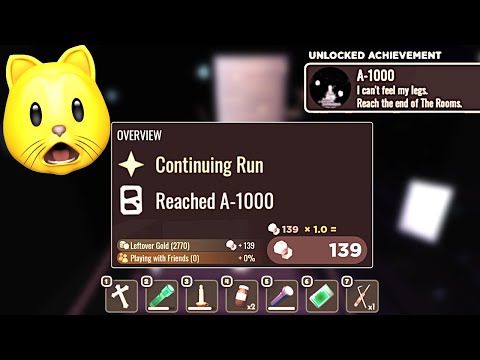 UNLOCKED ACHIEVEMENT
A-1000
I can't feel my legs.
Reach the end of The Rooms.
OVERVIEW
Continuing Run
Reached A-1000
139 × 1.0 =
Leftover Gold (2770) + 139
139
Playing with Friends (0) + 0%
1 2 3 4 5 6 7
x2 x1